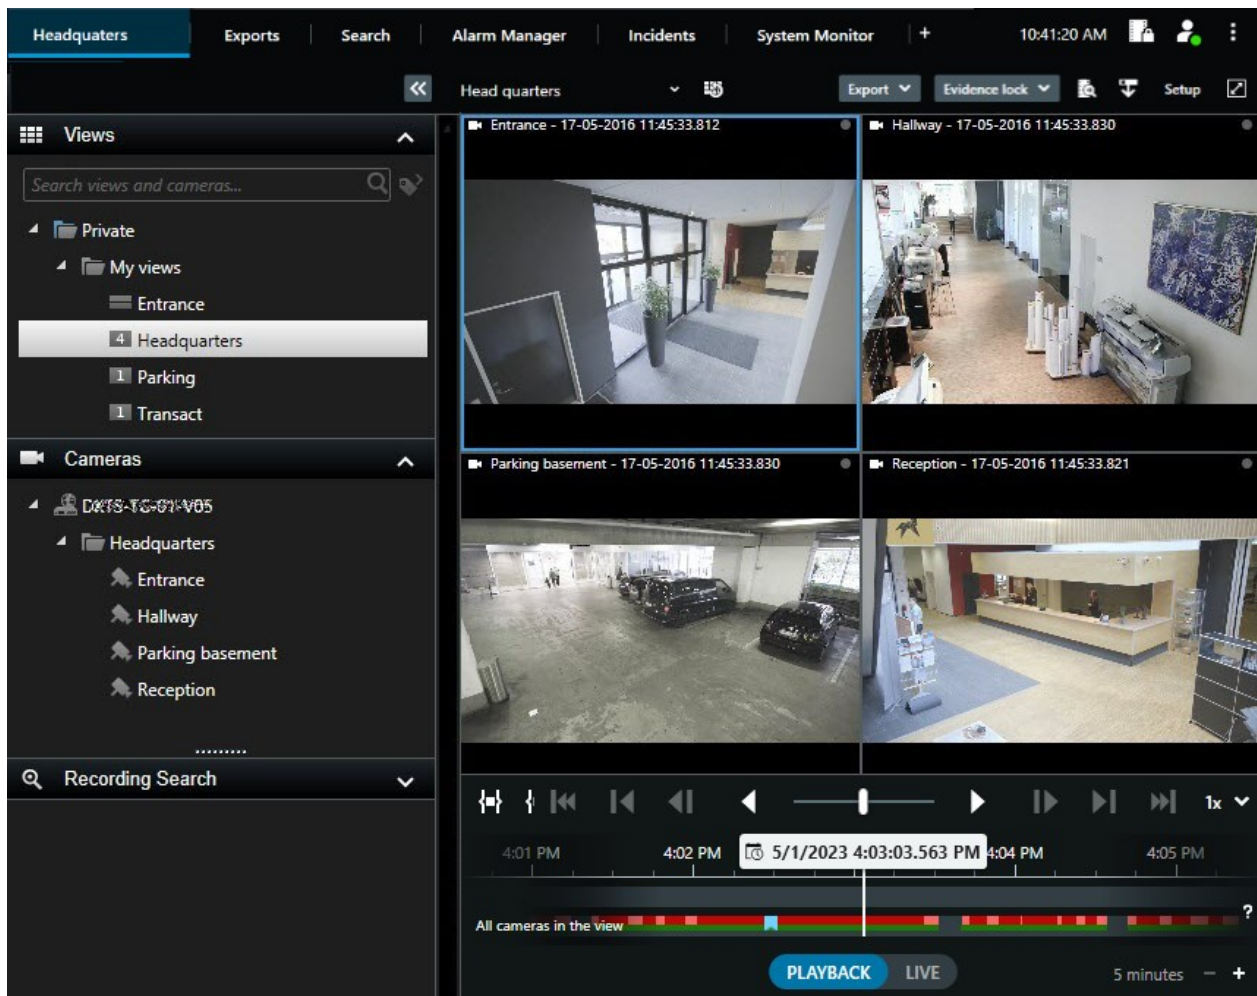 Headquaters Exports Search Alarm Manager Incidents System Monitor + 10:41:20 AM
Head quarters Export Evidence lock Setup
Views
Search views and cameras...
Private
My views
Entrance
4 Headquarters
1 Parking
1 Transact
Cameras
Headquarters
Entrance
Hallway
Parking basement
Reception
Recording Search
Entrance - 17-05-2016 11:45:33.812
Hallway - 17-05-2016 11:45:33.830
Parking basement - 17-05-2016 11:45:33.830
Reception - 17-05-2016 11:45:33.821
1x
4:01 PM 4:02 PM 5/1/2023 4:03:03.563 PM 4:04 PM 4:05 PM
All cameras in the view ?
PLAYBACK LIVE 5 minutes − +